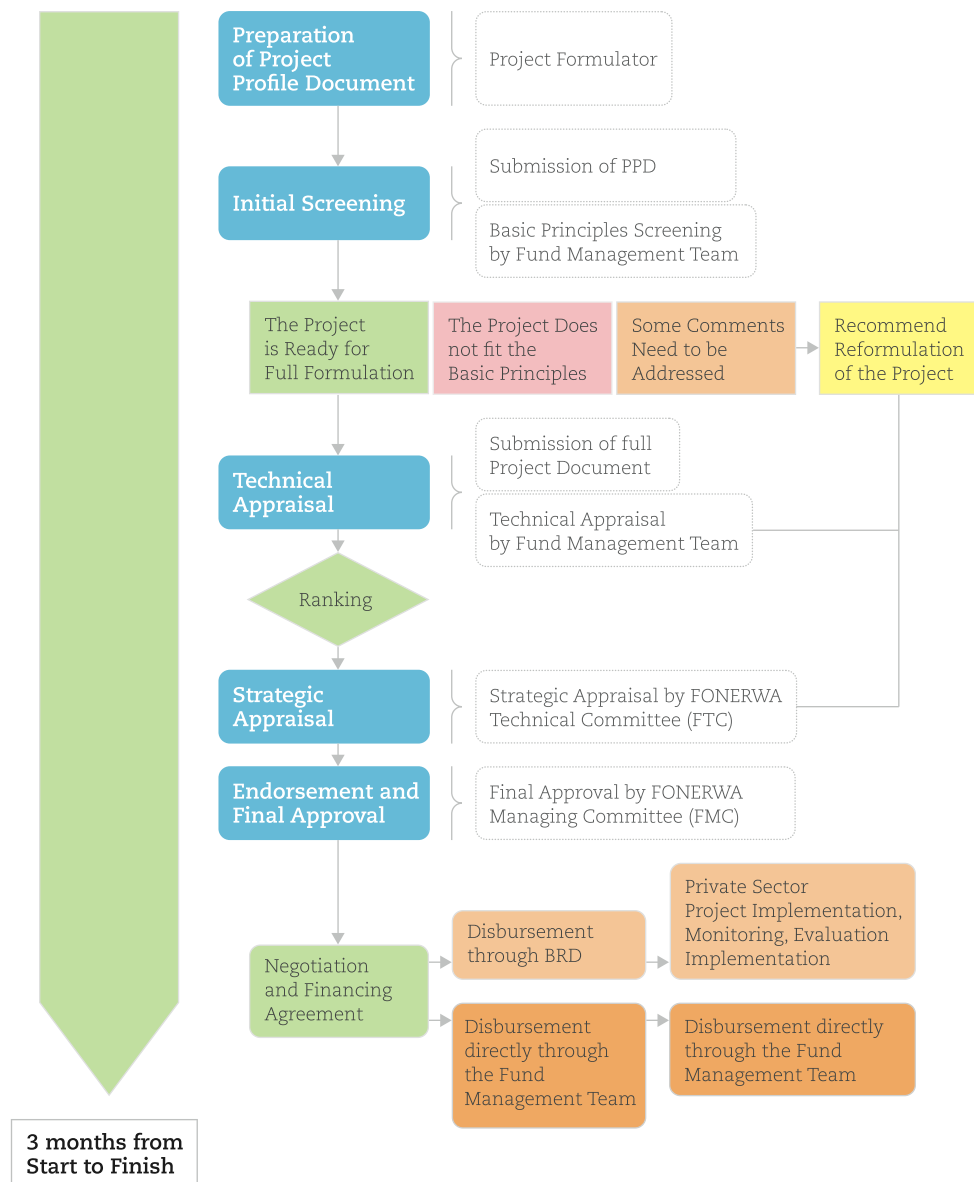 Preparation
of Project
Profile Document
Project Formulator
Submission of PPD
Initial Screening
Basic Principles Screening
by Fund Management Team
The Project
is Ready for
Full Formulation
The Project Does
not fit the
Basic Principles
Some Comments
Need to be
Addressed
Recommend
Reformulation
of the Project
Submission of full
Project Document
Technical
Appraisal
Technical Appraisal
by Fund Management Team
Ranking
Strategic
Appraisal
Strategic Appraisal by FONERWA
Technical Committee (FTC)
Endorsement and
Final Approval
Final Approval by FONERWA
Managing Committee (FMC)
Negotiation
and Financing
Agreement
Disbursement
through BRD
Private Sector
Project Implementation,
Monitoring, Evaluation
Implementation
Disbursement
directly through
the Fund
Management Team
Disbursement directly
through the Fund
Management Team
3 months from
Start to Finish